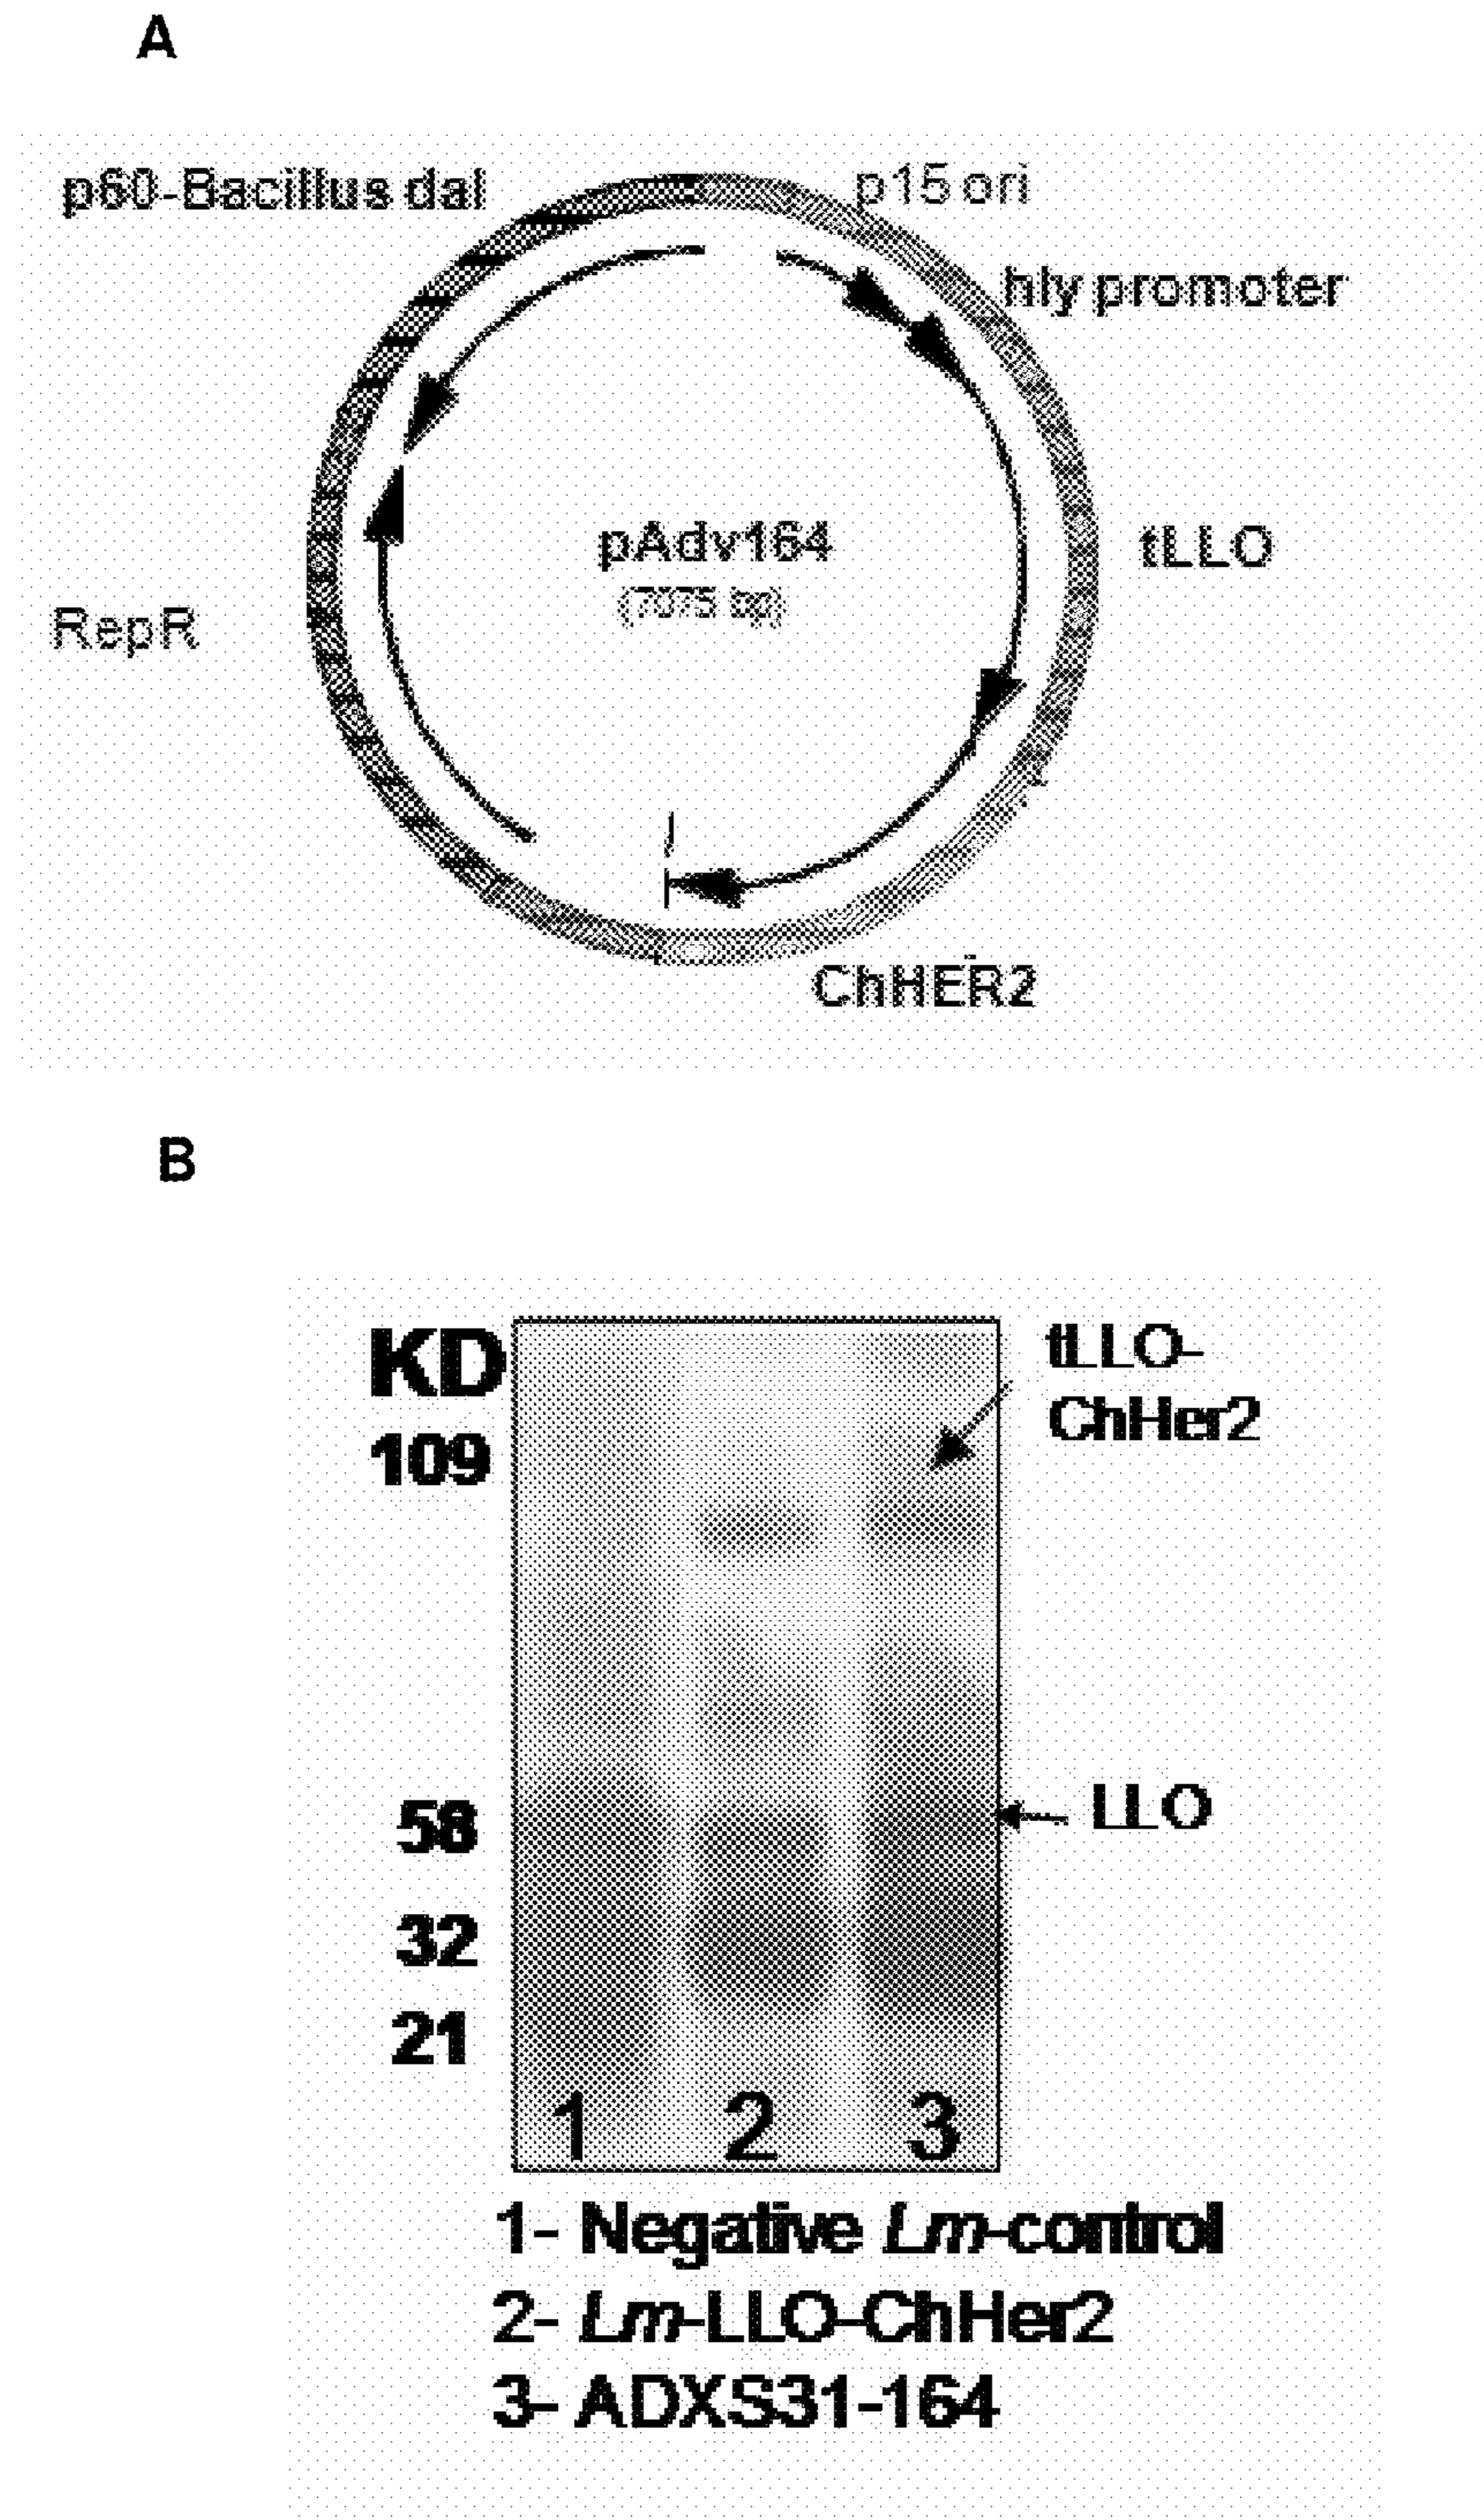 A
p60-Bacillus dal
p15 ori
hly promoter
pAdv164
(7075 bp)
tLLO
RepR
ChHER2
B
KD
tLLO-
ChHer2
109
58
LLO
32
21
1 2 3
1- Negative Lm-control
2- Lm-LLO-ChHer2
3- ADXS31-164